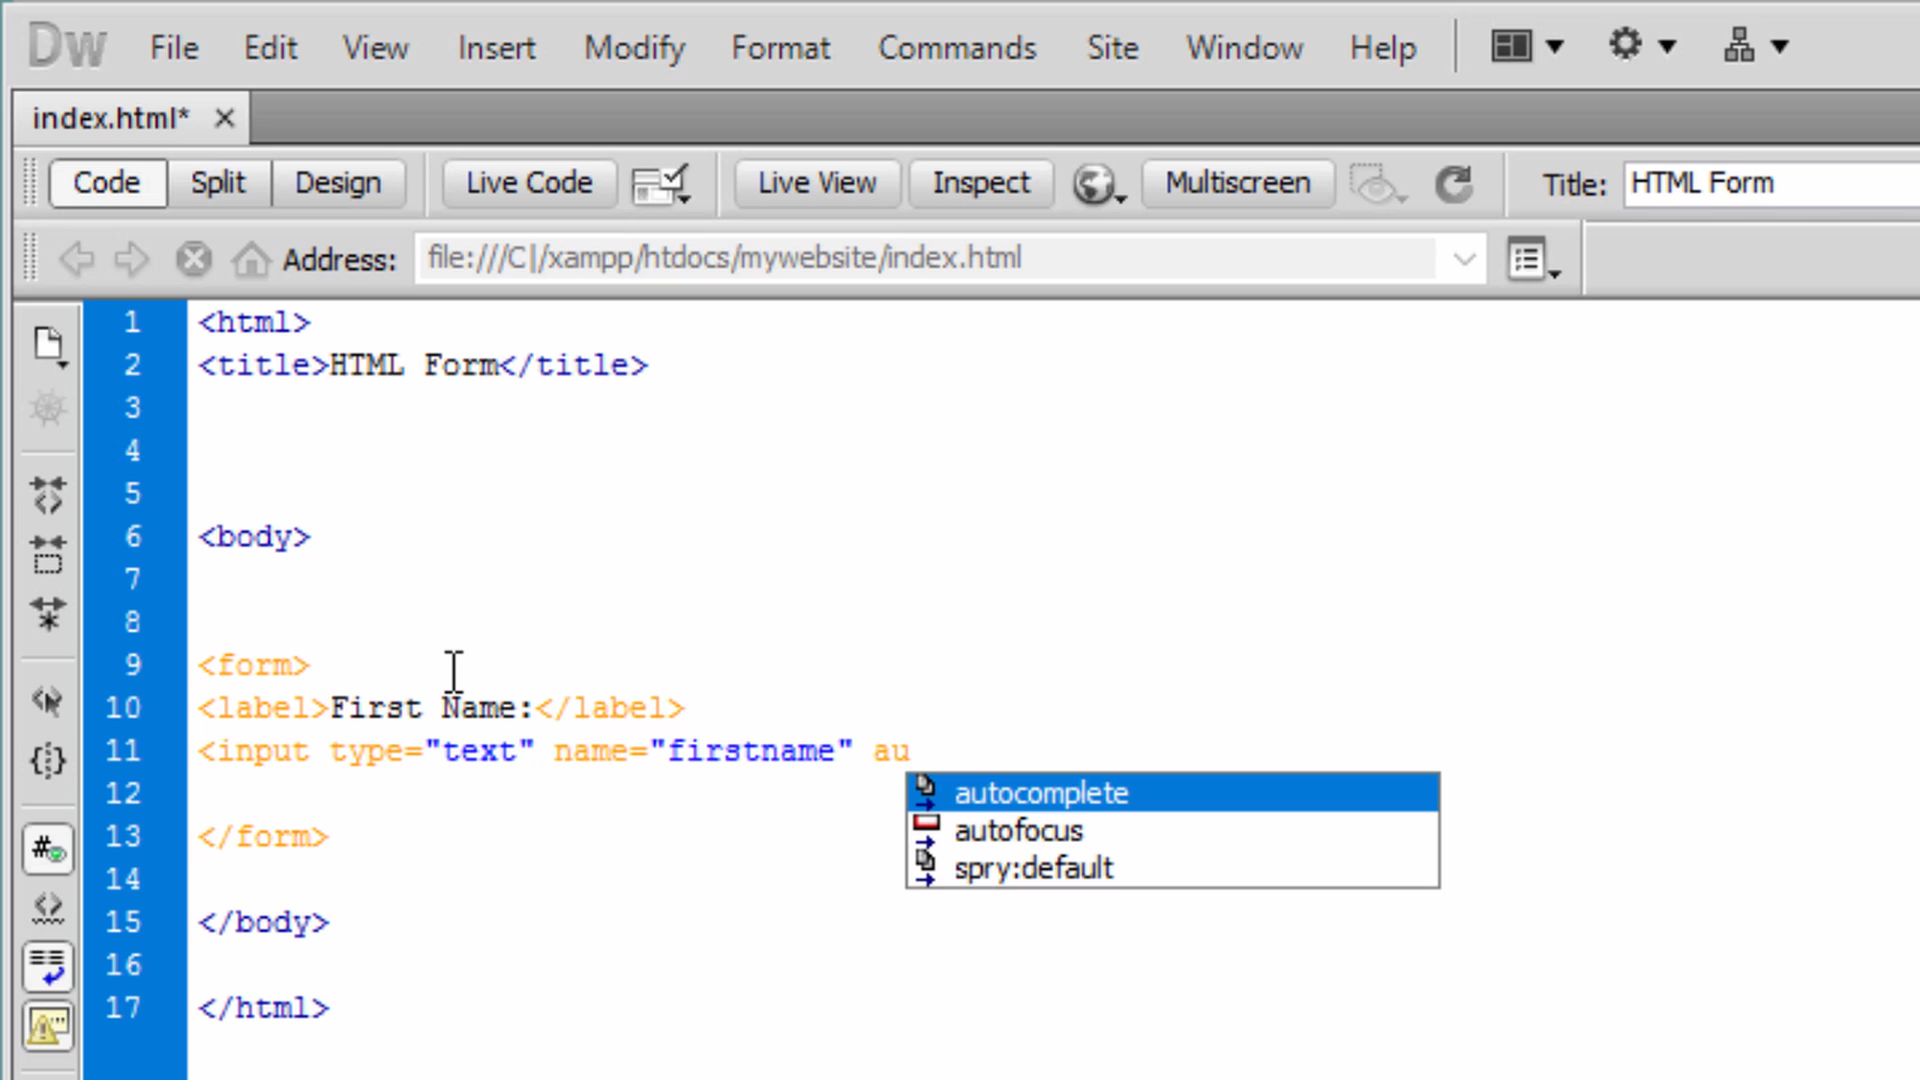 Dw File Edit View Insert Modify Format Commands Site Window Help
index.html*
Code Split Design Live Code Live View Inspect Multiscreen Title: HTML Form
Address: file:///C|/xampp/htdocs/mywebsite/index.html
1 <html>
2 <title>HTML Form</title>
3
4
5
6 <body>
7
8
9 <form>
10 <label>First Name:</label>
11 <input type="text" name="firstname" au
autocomplete
autofocus
spry:default
12
13 </form>
14
15 </body>
16
17 </html>